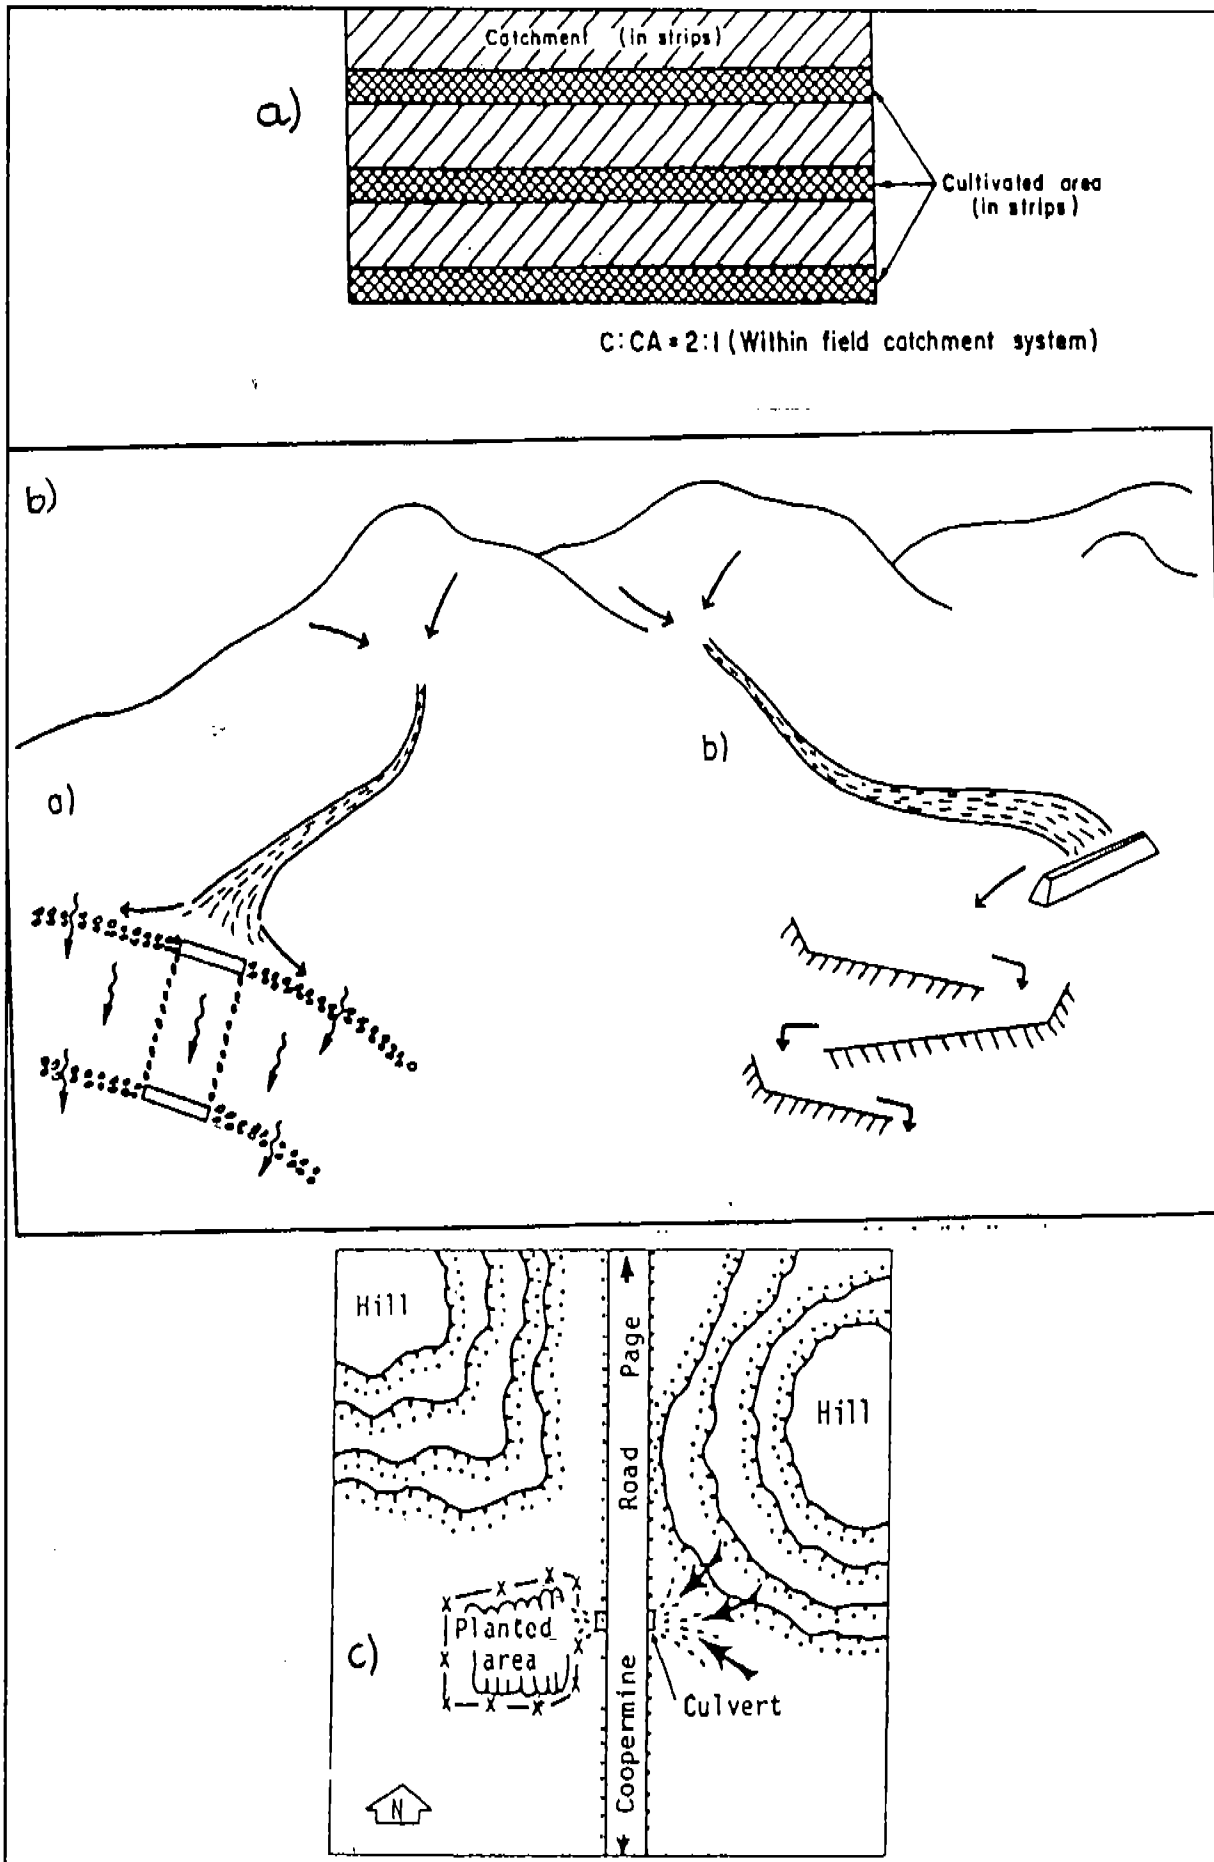 Catchment (in strips)
a)
Cultivated area
(in strips)
C:CA = 2:1 (Within field catchment system)
b)
b)
a)
Hill
Coopermine Road Page
Hill
Planted
area
c)
Culvert
N